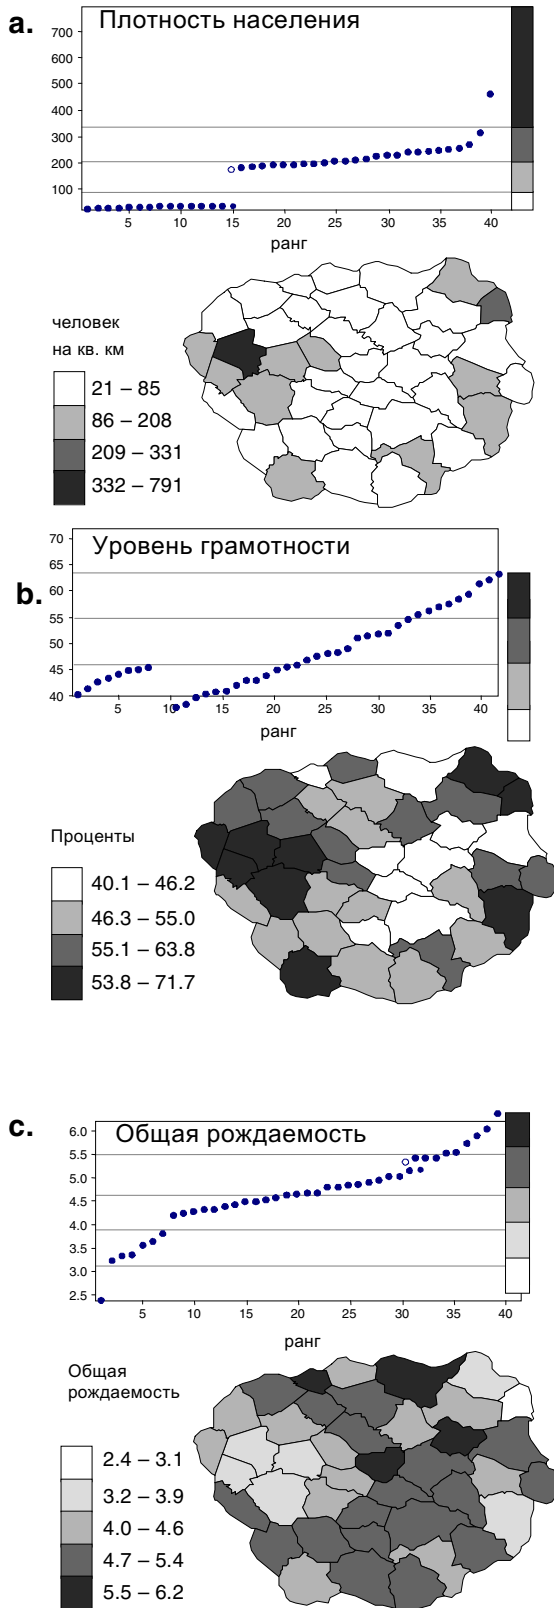 a.
Плотность населения
700
600
500
400
300
200
100
5 10 15 20 25 30 35 40
ранг
человек
на кв. км
21 – 85
86 – 208
209 – 331
332 – 791
b.
Уровень грамотности
70
65
60
55
50
45
40
5 10 15 20 25 30 35 40
ранг
Проценты
40.1 – 46.2
46.3 – 55.0
55.1 – 63.8
53.8 – 71.7
c.
Общая рождаемость
6.0
5.5
5.0
4.5
4.0
3.5
3.0
2.5
5 10 15 20 25 30 35 40
ранг
Общая
рождаемость
2.4 – 3.1
3.2 – 3.9
4.0 – 4.6
4.7 – 5.4
5.5 – 6.2